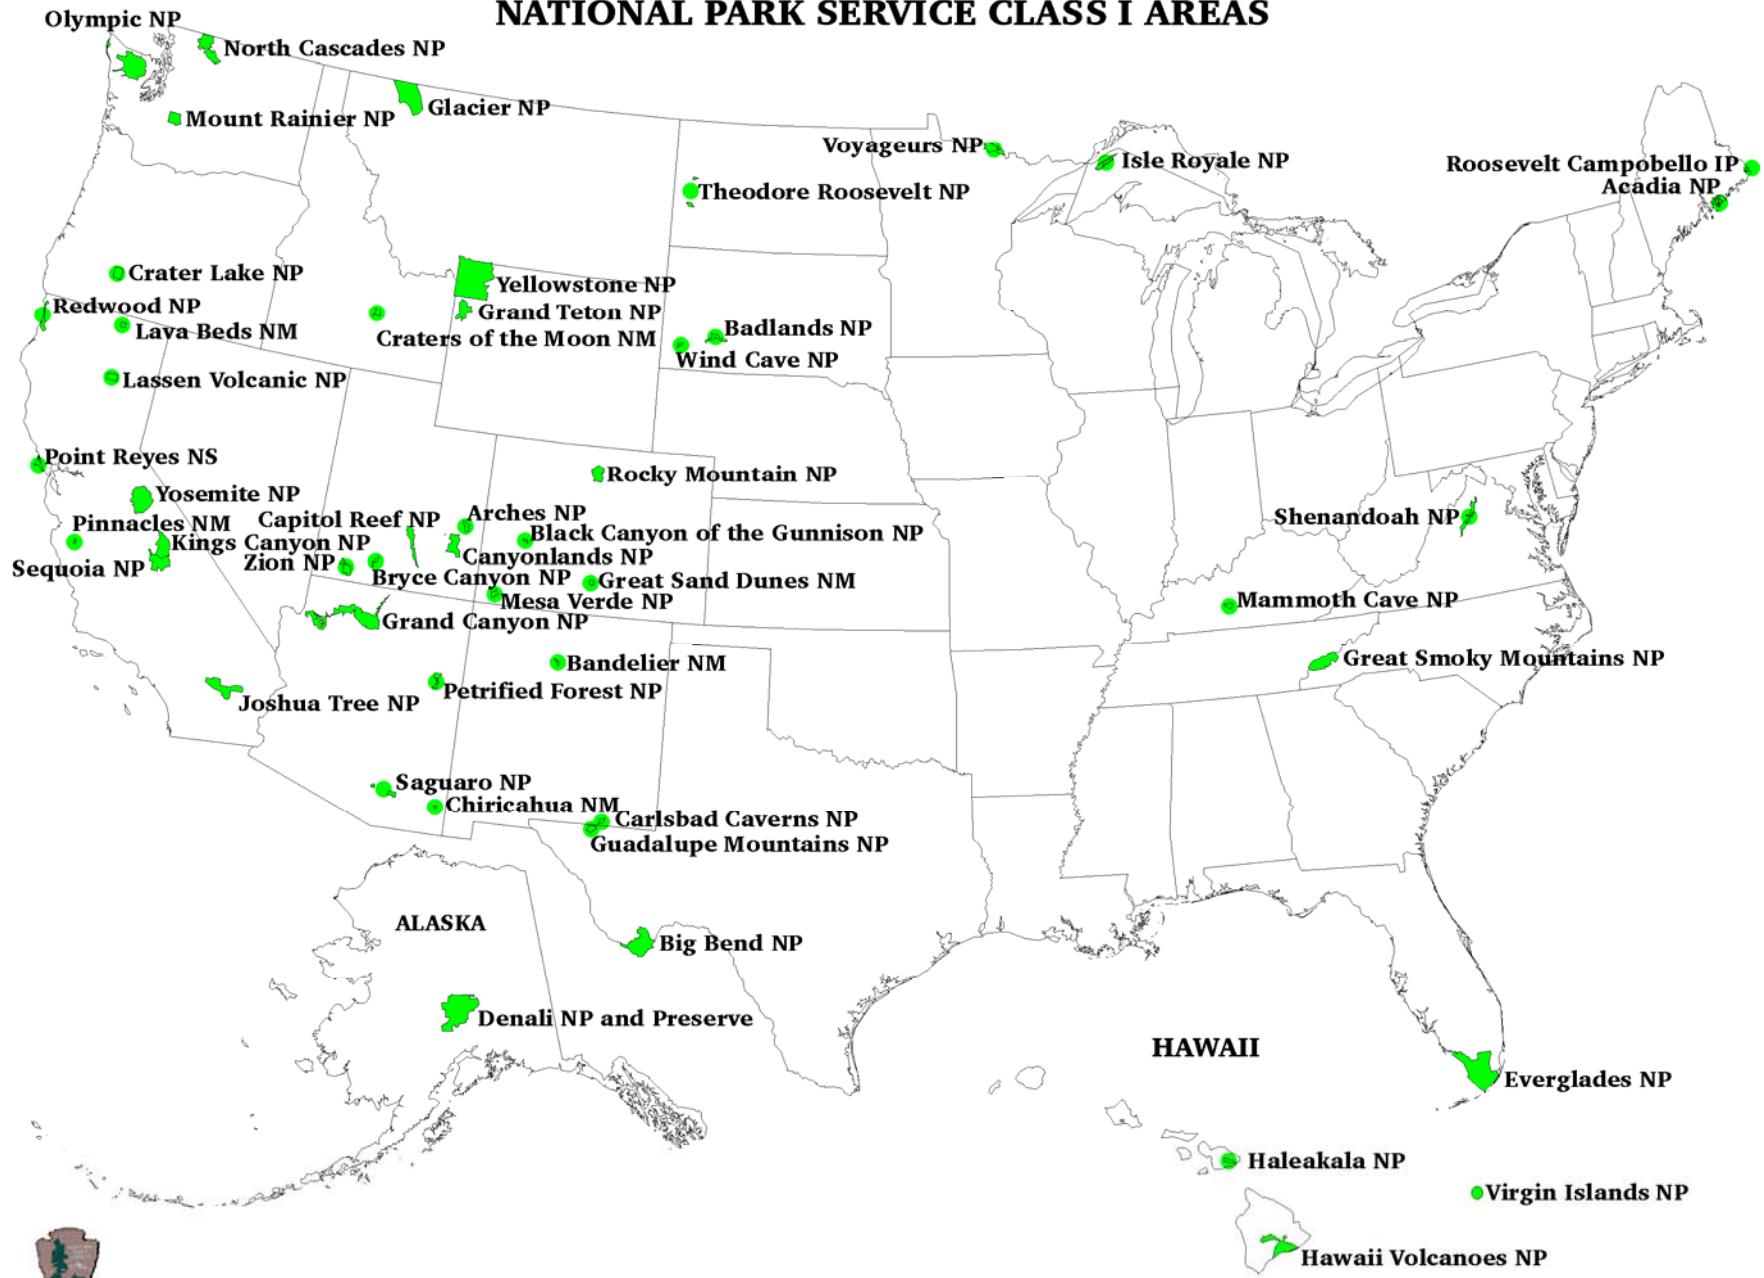 NATIONAL PARK SERVICE CLASS I AREAS
Olympic NP
North Cascades NP
Glacier NP
Mount Rainier NP
Voyageurs NP
Isle Royale NP
Roosevelt Campobello IP
Acadia NP
Theodore Roosevelt NP
Crater Lake NP
Yellowstone NP
Redwood NP
Grand Teton NP
Lava Beds NM
Craters of the Moon NM
Badlands NP
Wind Cave NP
Lassen Volcanic NP
Point Reyes NS
Rocky Mountain NP
Yosemite NP
Pinnacles NM
Capitol Reef NP
Arches NP
Shenandoah NP
Black Canyon of the Gunnison NP
Kings Canyon NP
Canyonlands NP
Zion NP
Sequoia NP
Bryce Canyon NP
Great Sand Dunes NM
Mesa Verde NP
Mammoth Cave NP
Grand Canyon NP
Great Smoky Mountains NP
Bandelier NM
Petrified Forest NP
Joshua Tree NP
Saguaro NP
Chiricahua NM
Carlsbad Caverns NP
Guadalupe Mountains NP
ALASKA
Big Bend NP
Denali NP and Preserve
HAWAII
Everglades NP
Haleakala NP
Virgin Islands NP
Hawaii Volcanoes NP